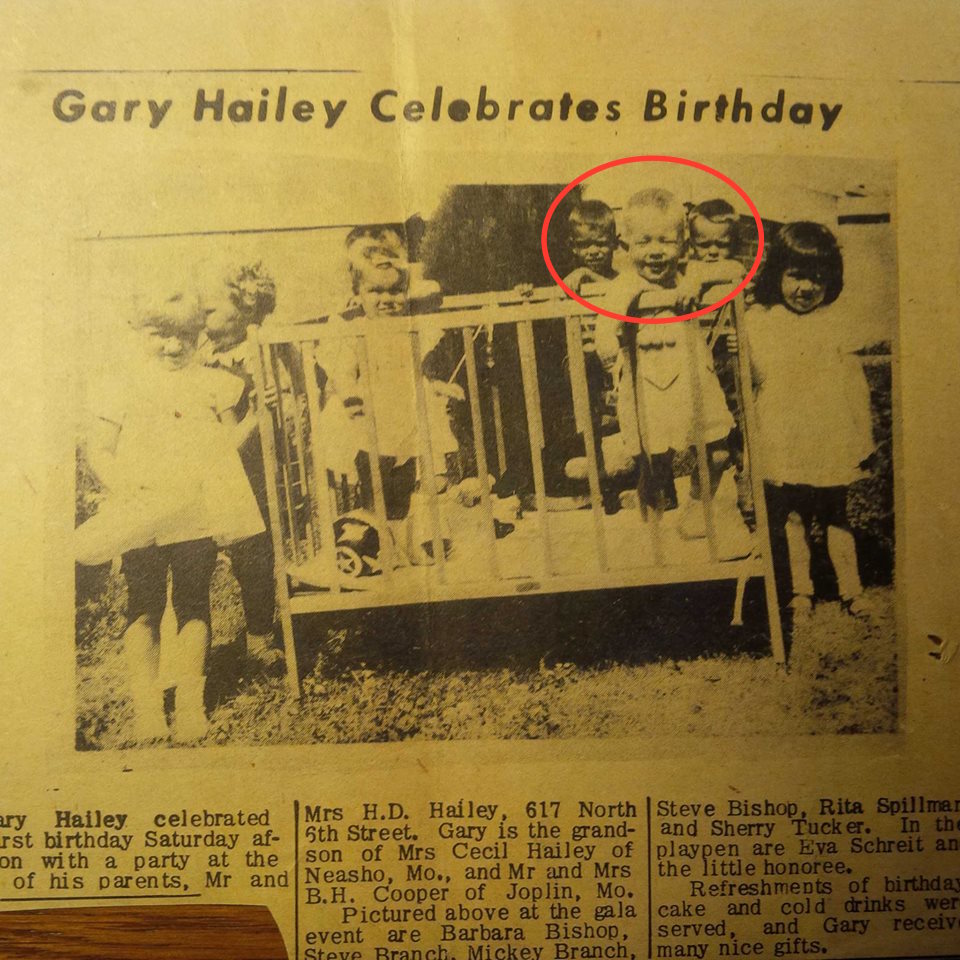 Gary Hailey Celebrates Birthday
ary Hailey celebrated
rst birthday Saturday af-
on with a party at the
of his parents, Mr and
Mrs H.D. Hailey, 617 North
6th Street. Gary is the grand-
son of Mrs Cecil Hailey of
Neasho, Mo., and Mr and Mrs
B.H. Cooper of Joplin, Mo.
Pictured above at the gala
event are Barbara Bishop,
Steve Branch, Mickey Branch,
Steve Bishop, Rita Spillman
and Sherry Tucker. In the
playpen are Eva Schreit an
the little honoree.
Refreshments of birthday
cake and cold drinks wer
served, and Gary receive
many nice gifts.